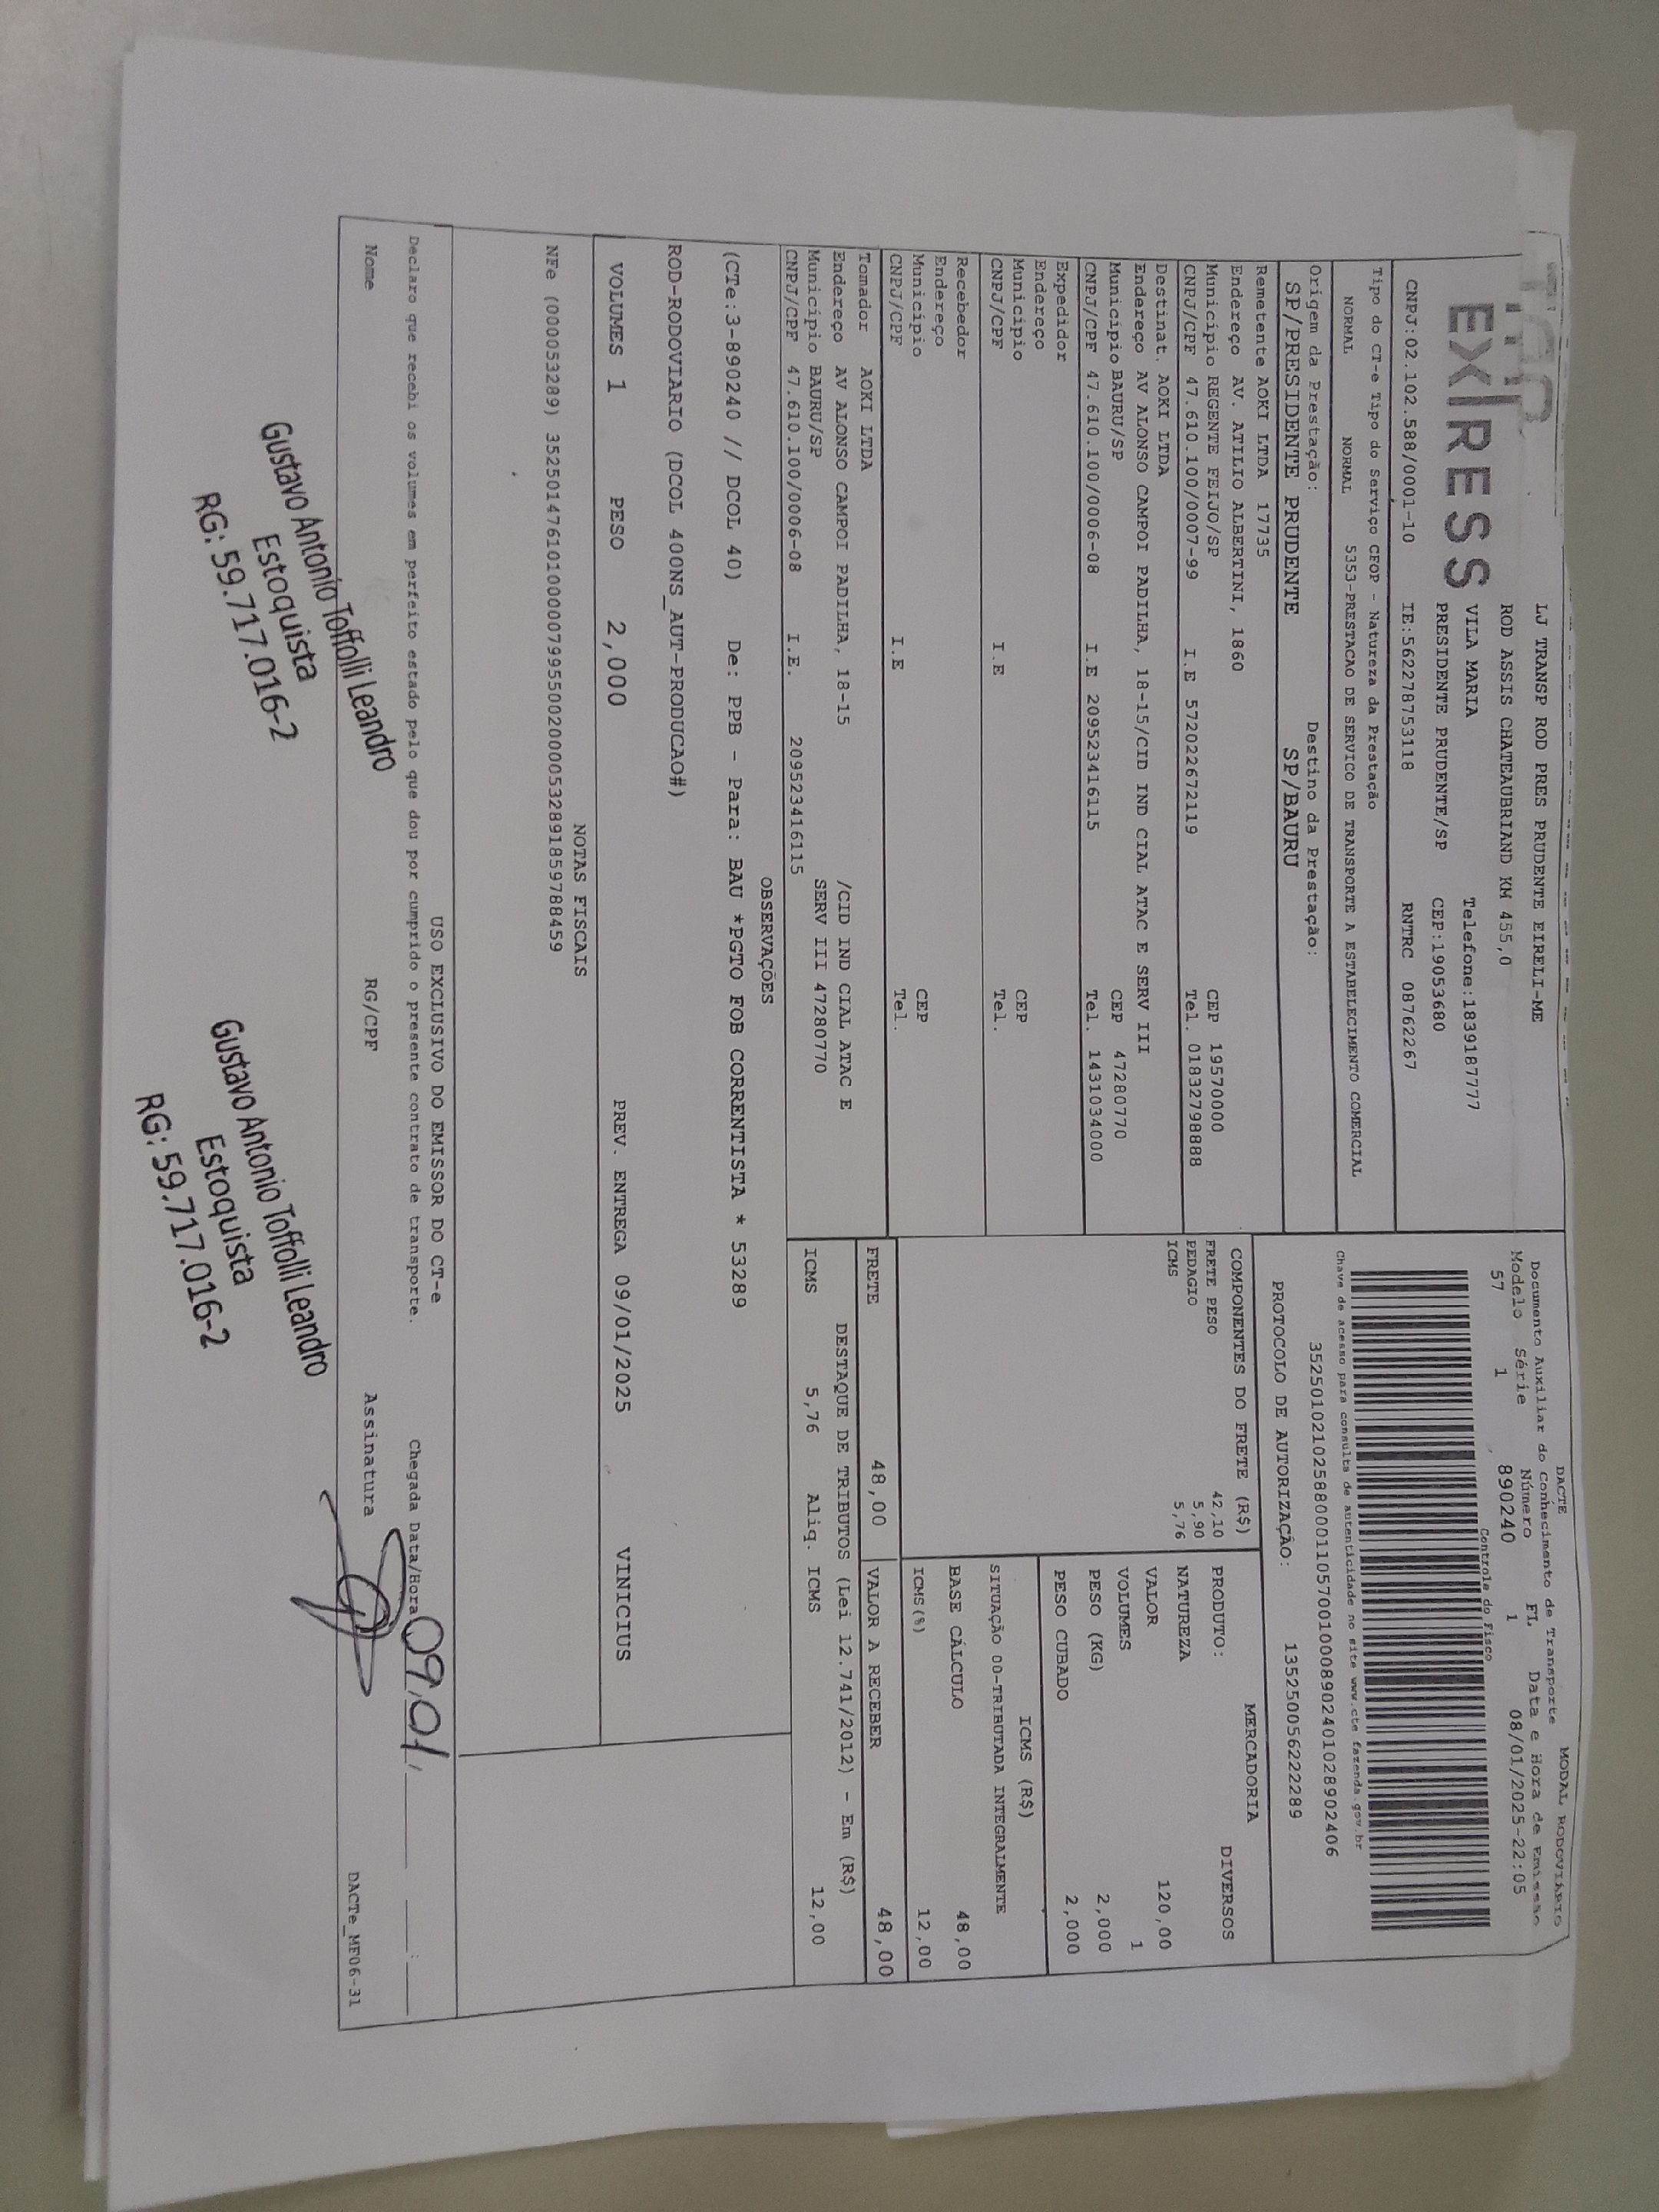 EXPRESS
LJ TRANSP ROD PRES PRUDENTE EIRELI-ME
ROD ASSIS CHATEAUBRIAND KM 455,0
VILA MARIA Telefone:1839187777
PRESIDENTE PRUDENTE/SP CEP:19053680
CNPJ:02.102.588/0001-10 IE:562278753118 RNTRC 08762267
Tipo do CT-e Tipo do Serviço CFOP - Natureza da Prestação
NORMAL NORMAL 5353-PRESTACAO DE SERVICO DE TRANSPORTE A ESTABELECIMENTO COMERCIAL
Origem da Prestação: Destino da Prestação:
SP/PRESIDENTE PRUDENTE SP/BAURU
Remetente AOKI LTDA 17735
Endereço AV. ATILIO ALBERTINI, 1860
Município REGENTE FEIJO/SP CEP 19570000
CNPJ/CPF 47.610.100/0007-99 I.E 572022672119 Tel. 01832798888
Destinat. AOKI LTDA
Endereço AV ALONSO CAMPOI PADILHA, 18-15/CID IND CIAL ATAC E SERV III
Municipio BAURU/SP CEP 47280770
CNPJ/CPF 47.610.100/0006-08 I.E 209523416115 Tel. 1431034000
Expedidor
Endereço
Município CEP
CNPJ/CPF I.E Tel.
Recebedor
Endereço
Município CEP
CNPJ/CPF I.E Tel.
Tomador AOKI LTDA
Endereço AV ALONSO CAMPOI PADILHA, 18-15 /CID IND CIAL ATAC E
Município BAURU/SP SERV III 47280770
CNPJ/CPF 47.610.100/0006-08 I.E. 209523416115
DACTE MODAL RODOVIÁRIO
Documento Auxiliar do Conhecimento de Transporte
Modelo Série Número FL Data e Hora de Emissão
57 1 890240 1 08/01/2025-22:05
Controle do Fisco
Chave de acesso para consulta de autenticidade no site www.cte fazenda.gov.br
35250102102588000110570010008902401028902406
PROTOCOLO DE AUTORIZAÇÃO: 135250056222289
COMPONENTES DO FRETE (R$)
FRETE PESO 42,10
PEDAGIO 5,90
ICMS 5,76
MERCADORIA
PRODUTO: DIVERSOS
NATUREZA
VALOR 120,00
VOLUMES 1
PESO (KG) 2,000
PESO CUBADO 2,000
ICMS (R$)
SITUAÇÃO 00-TRIBUTADA INTEGRALMENTE
BASE CÁLCULO 48,00
ICMS(%) 12,00
FRETE 48,00 VALOR A RECEBER 48,00
DESTAQUE DE TRIBUTOS (Lei 12.741/2012) - Em (R$)
ICMS 5,76 Aliq. ICMS 12,00
OBSERVAÇÕES
(CTe:3-890240 // DCOL 40) De: PPB - Para: BAU *PGTO FOB CORRENTISTA * 53289
ROD-RODOVIARIO (DCOL 400NS_AUT-PRODUCAO#)
VOLUMES 1 PESO 2,000 PREV. ENTREGA 09/01/2025 VINICIUS
NOTAS FISCAIS
NFe (000053289) 35250147610100000799550020000532891859788459
USO EXCLUSIVO DO EMISSOR DO CT-e
Declaro que recebi os volumes em perfeito estado pelo que dou por cumprido o presente contrato de transporte. Chegada Data/Hora 09/01/
Nome RG/CPF Assinatura
DACTe_MF06-31
Gustavo Antonio Toffolli Leandro
Estoquista
RG: 59.717.016-2
Gustavo Antonio Toffolli Leandro
Estoquista
RG: 59.717.016-2